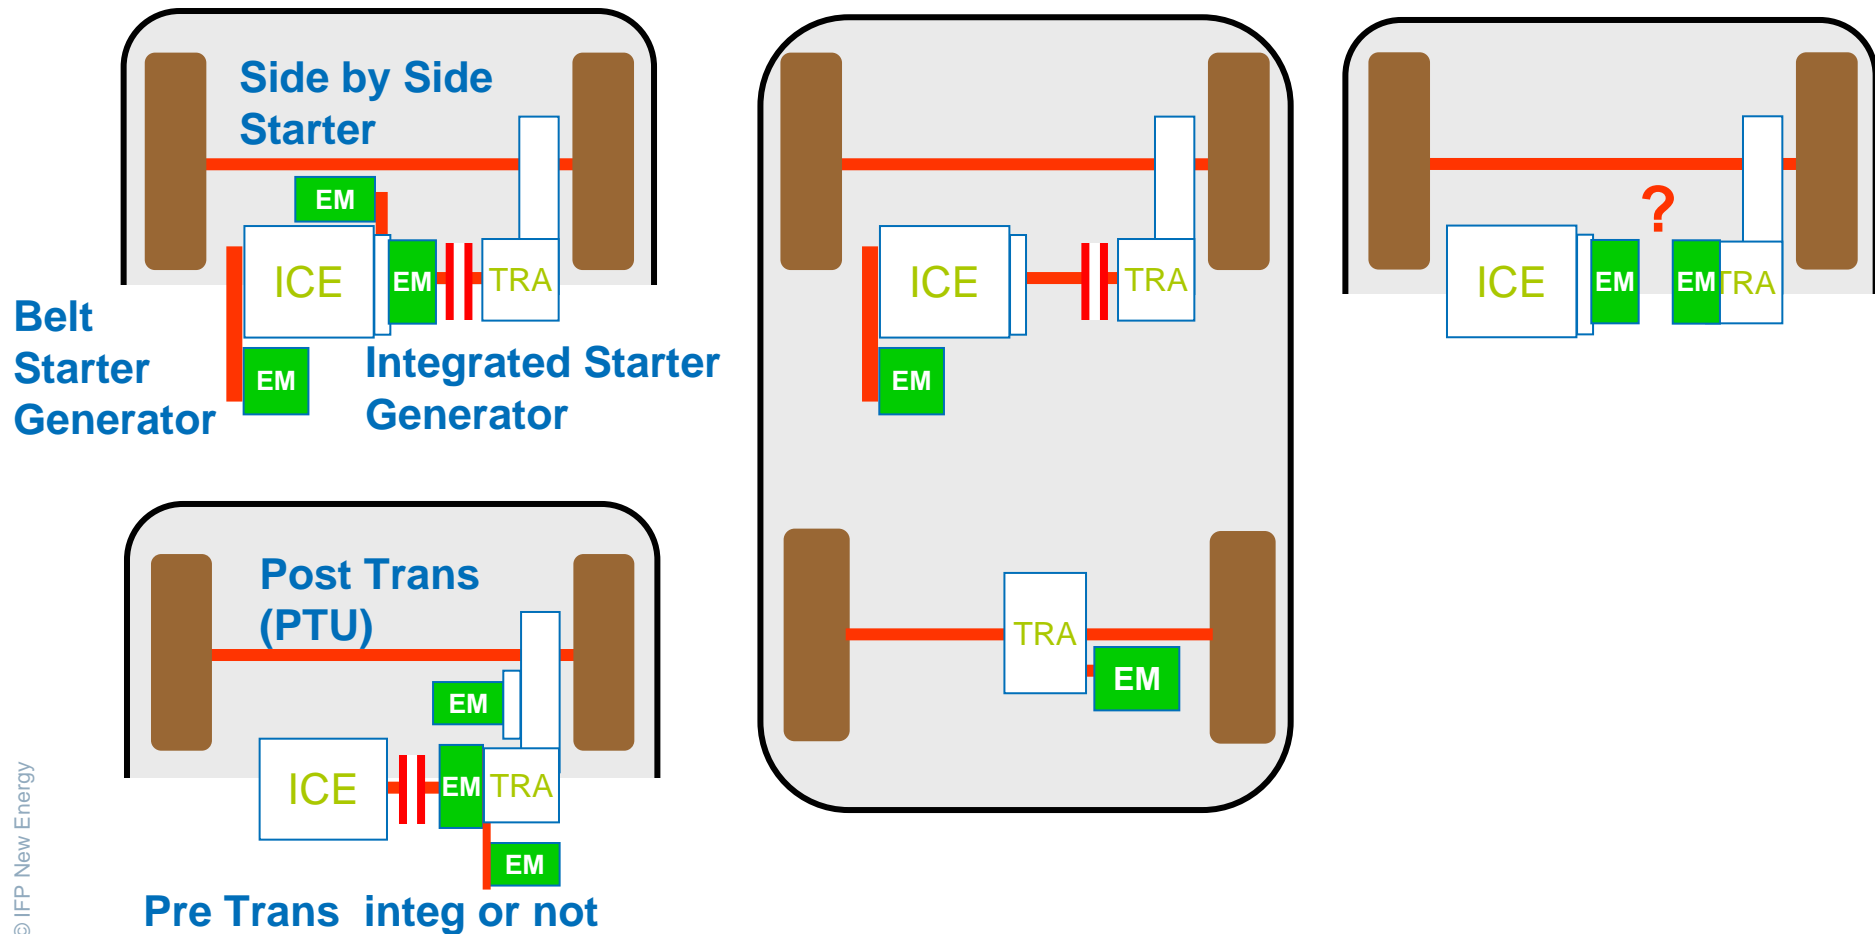 Side by Side
Starter
EM
ICE
EM
TRA
Belt
Starter
Generator
EM
Integrated Starter
Generator
ICE
TRA
EM
TRA
EM
?
ICE
EM
EM
TRA
Post Trans
(PTU)
EM
ICE
EM
TRA
EM
Pre Trans integ or not
© IFP New Energy